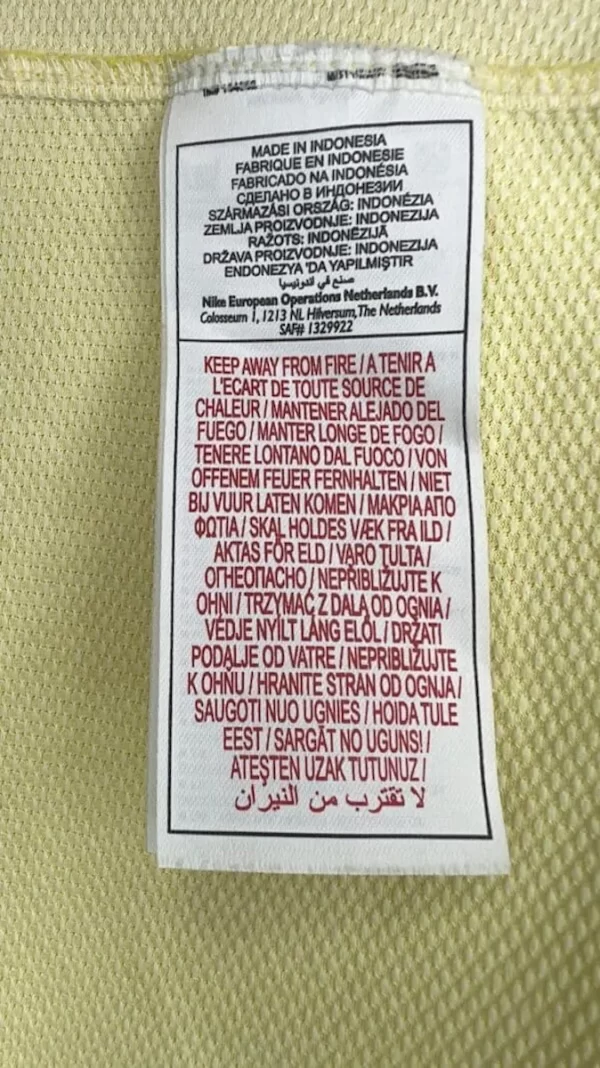 MADE IN INDONESIA
FABRIQUE EN INDONESIE
FABRICADO NA INDONÉSIA
СДЕЛАНО В ИНДОНЕЗИИ
SZÁRMAZÁSI ORSZÁG: INDONÉZIA
ZEMLJA PROIZVODNJE: INDONEZIJA
RAŽOTS: INDONĒZIJĀ
DRŽAVA PROIZVODNJE: INDONEZIJA
ENDONEZYA 'DA YAPILMIŞTIR
صنع في اندونيسيا
Nike European Operations Netherlands B.V.
Colosseum 1, 1213 NL Hilversum, The Netherlands
SAF# 1329922
KEEP AWAY FROM FIRE / A TENIR A
L'ECART DE TOUTE SOURCE DE
CHALEUR / MANTENER ALEJADO DEL
FUEGO / MANTER LONGE DE FOGO /
TENERE LONTANO DAL FUOCO / VON
OFFENEM FEUER FERNHALTEN / NIET
BIJ VUUR LATEN KOMEN / ΜΑΚΡΙΑ ΑΠΟ
ΦΩΤΙΑ / SKAL HOLDES VÆK FRA ILD /
AKTAS FÖR ELD / VARO TULTA /
ОГНЕОПАСНО / NEPŘIBLIŽUJTE K
OHNI / TRZYMAĆ Z DALA OD OGNIA /
VÉDJE NYÍLT LÁNG ELŐL / DRŽATI
PODALJE OD VATRE / NEPRIBLIŽUJTE
K OHŇU / HRANITE STRAN OD OGNJA /
SAUGOTI NUO UGNIES / HOIDA TULE
EEST / SARGĀT NO UGUNS! /
ATEŞTEN UZAK TUTUNUZ /
لا تقترب من النيران